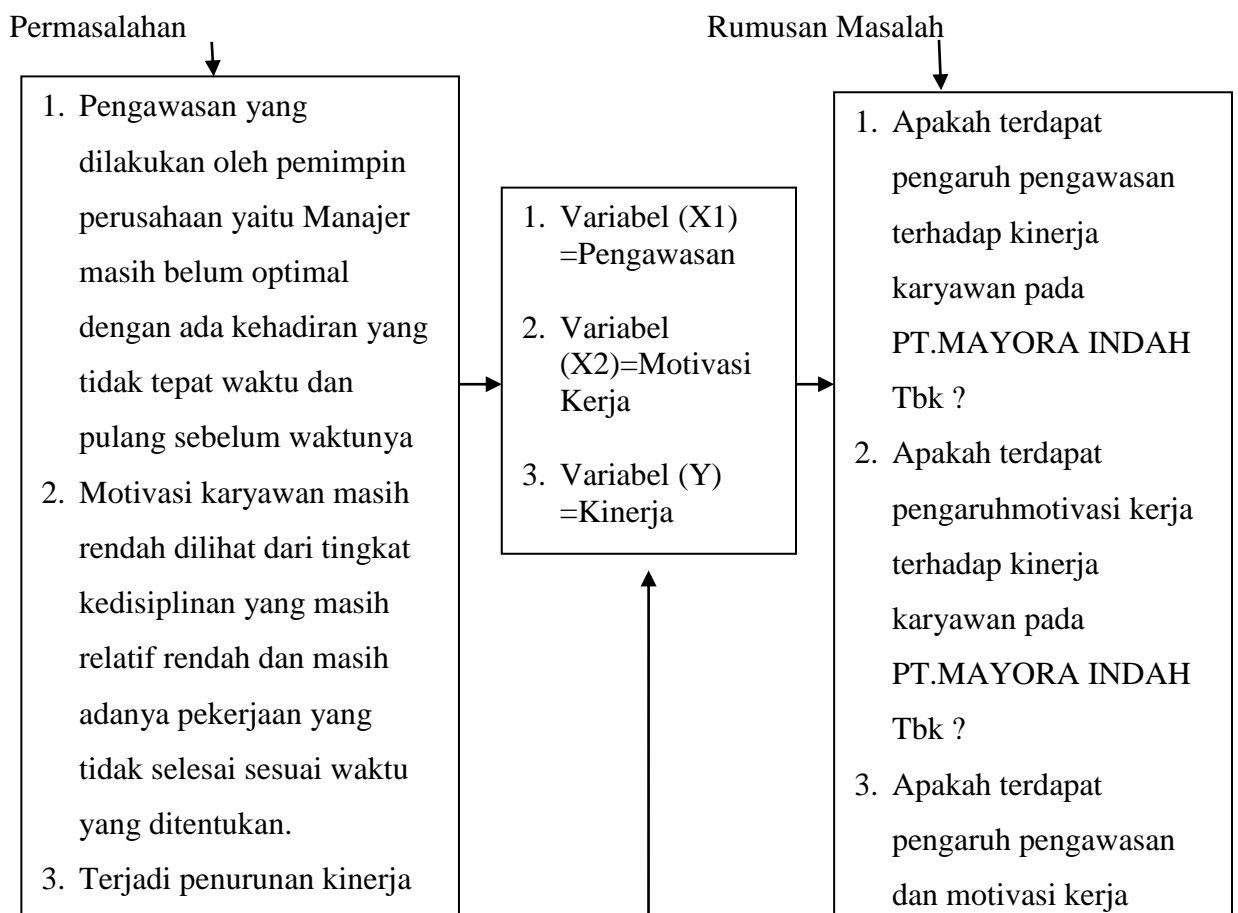 Permasalahan
Rumusan Masalah
1. Pengawasan yang
dilakukan oleh pemimpin
perusahaan yaitu Manajer
masih belum optimal
dengan ada kehadiran yang
tidak tepat waktu dan
pulang sebelum waktunya
2. Motivasi karyawan masih
rendah dilihat dari tingkat
kedisiplinan yang masih
relatif rendah dan masih
adanya pekerjaan yang
tidak selesai sesuai waktu
yang ditentukan.
3. Terjadi penurunan kinerja
1. Variabel (X1)
=Pengawasan
2. Variabel
(X2)=Motivasi
Kerja
3. Variabel (Y)
=Kinerja
1. Apakah terdapat
pengaruh pengawasan
terhadap kinerja
karyawan pada
PT.MAYORA INDAH
Tbk ?
2. Apakah terdapat
pengaruhmotivasi kerja
terhadap kinerja
karyawan pada
PT.MAYORA INDAH
Tbk ?
3. Apakah terdapat
pengaruh pengawasan
dan motivasi kerja